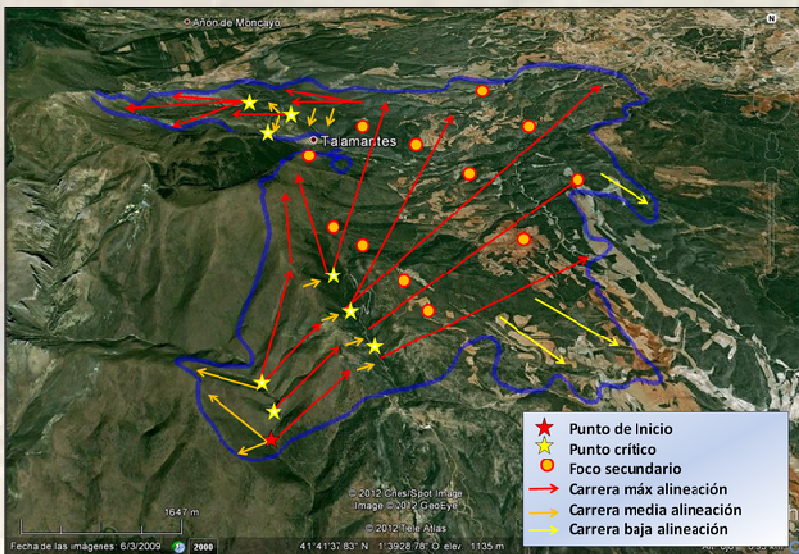 Añón de Moncayo
Talamantes
Punto de Inicio
Punto crítico
Foco secundario
Carrera máx alineación
Carrera media alineación
Carrera baja alineación
1647 m
© 2012 Cnes/Spot Image
Image © 2012 GeoEye
© 2012 Tele Atlas
Fecha de las imágenes: 6/3/2009
2000
41°41'37.83" N
1135 m